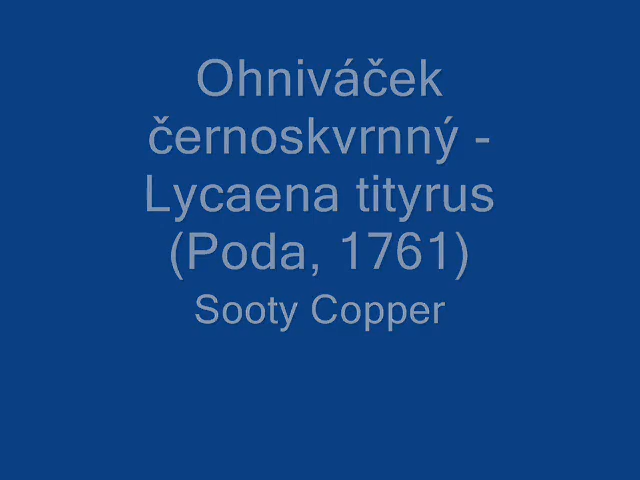 Ohniváček
černoskvrnný -
Lycaena tityrus
(Poda, 1761)
Sooty Copper